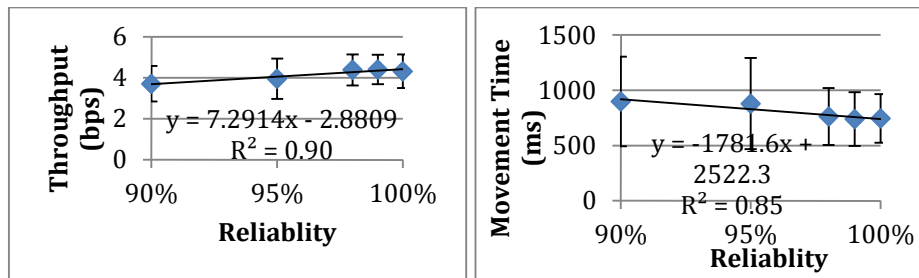 Throughput
(bps)
6
4
2
0
y = 7.2914x - 2.8809
R² = 0.90
90%
95%
100%
Reliablity
Movement Time
(ms)
1500
1000
500
0
y = -1781.6x +
2522.3
R² = 0.85
90%
95%
100%
Reliablity